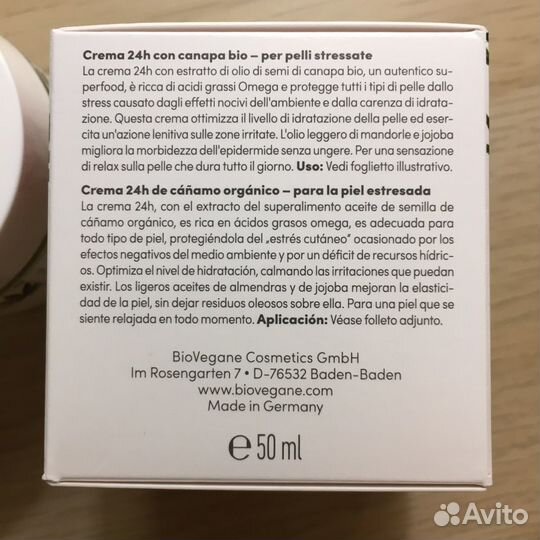 Crema 24h con canapa bio – per pelli stressate
La crema 24h con estratto di olio di semi di canapa bio, un autentico su-
perfood, è ricca di acidi grassi Omega e protegge tutti i tipi di pelle dallo
stress causato dagli effetti nocivi dell'ambiente e dalla carenza di idrata-
zione. Questa crema ottimizza il livello di idratazione della pelle ed eser-
cita un'azione lenitiva sulle zone irritate. L'olio leggero di mandorle e jojoba
migliora la morbidezza dell'epidermide senza ungere. Per una sensazione
di relax sulla pelle che dura tutto il giorno. Uso: Vedi foglietto illustrativo.
Crema 24h de cáñamo orgánico – para la piel estresada
La crema 24h, con el extracto del superalimento aceite de semilla de
cáñamo orgánico, es rica en ácidos grasos omega, es adecuada para
todo tipo de piel, protegiéndola del „estrés cutáneo" ocasionado por los
efectos negativos del medio ambiente y por un déficit de recursos hídric-
os. Optimiza el nivel de hidratación, calmando las irritaciones que puedan
existir. Los ligeros aceites de almendras y de jojoba mejoran la elastici-
dad de la piel, sin dejar residuos oleosos sobre ella. Para una piel que se
siente relajada en todo momento. Aplicación: Véase folleto adjunto.
BioVegane Cosmetics GmbH
Im Rosengarten 7 • D-76532 Baden-Baden
www.biovegane.com
Made in Germany
℮ 50 ml
Avito